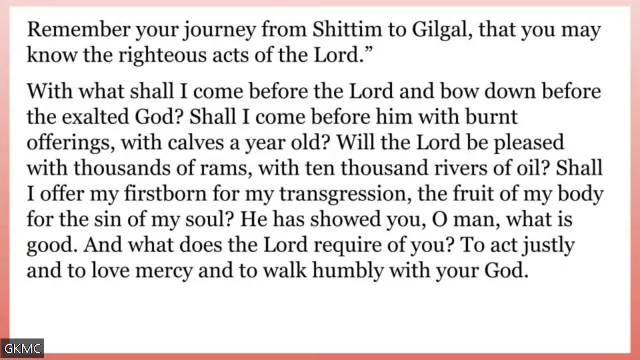 Remember your journey from Shittim to Gilgal, that you may
know the righteous acts of the Lord.”
With what shall I come before the Lord and bow down before
the exalted God? Shall I come before him with burnt
offerings, with calves a year old? Will the Lord be pleased
with thousands of rams, with ten thousand rivers of oil? Shall
I offer my firstborn for my transgression, the fruit of my body
for the sin of my soul? He has showed you, O man, what is
good. And what does the Lord require of you? To act justly
and to love mercy and to walk humbly with your God.
GKMC